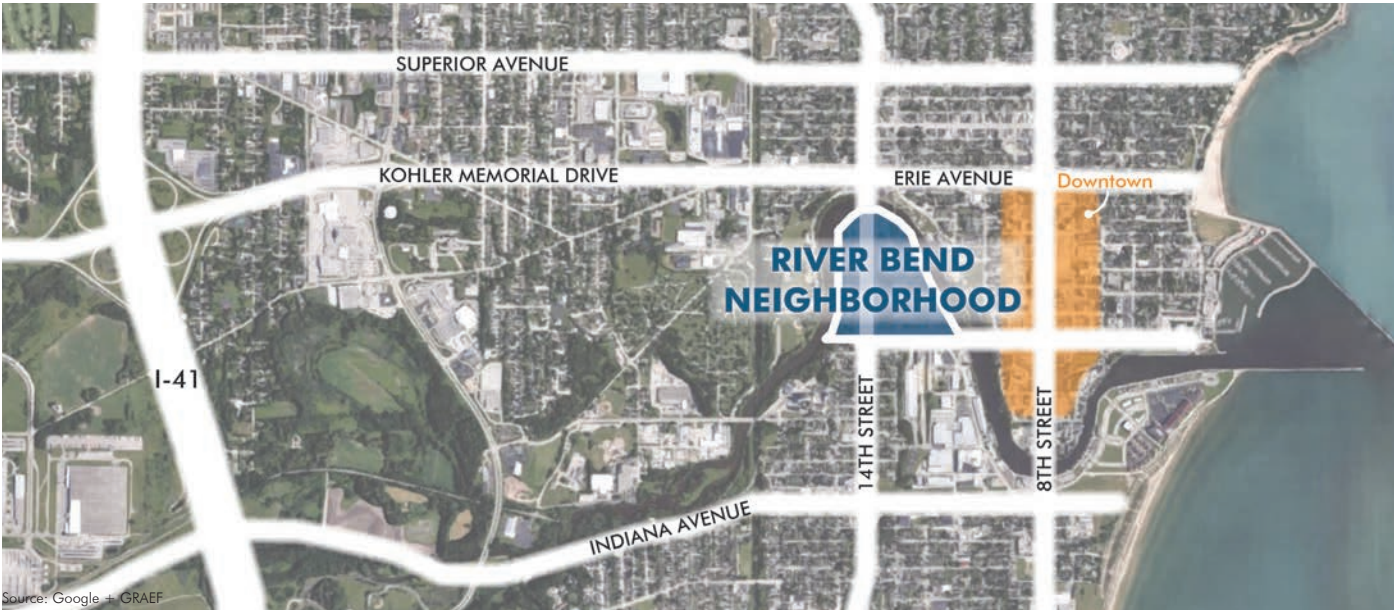 SUPERIOR AVENUE
KOHLER MEMORIAL DRIVE
ERIE AVENUE
Downtown
RIVER BEND
NEIGHBORHOOD
I-41
14TH STREET
8TH STREET
INDIANA AVENUE
Source: Google + GRAEF